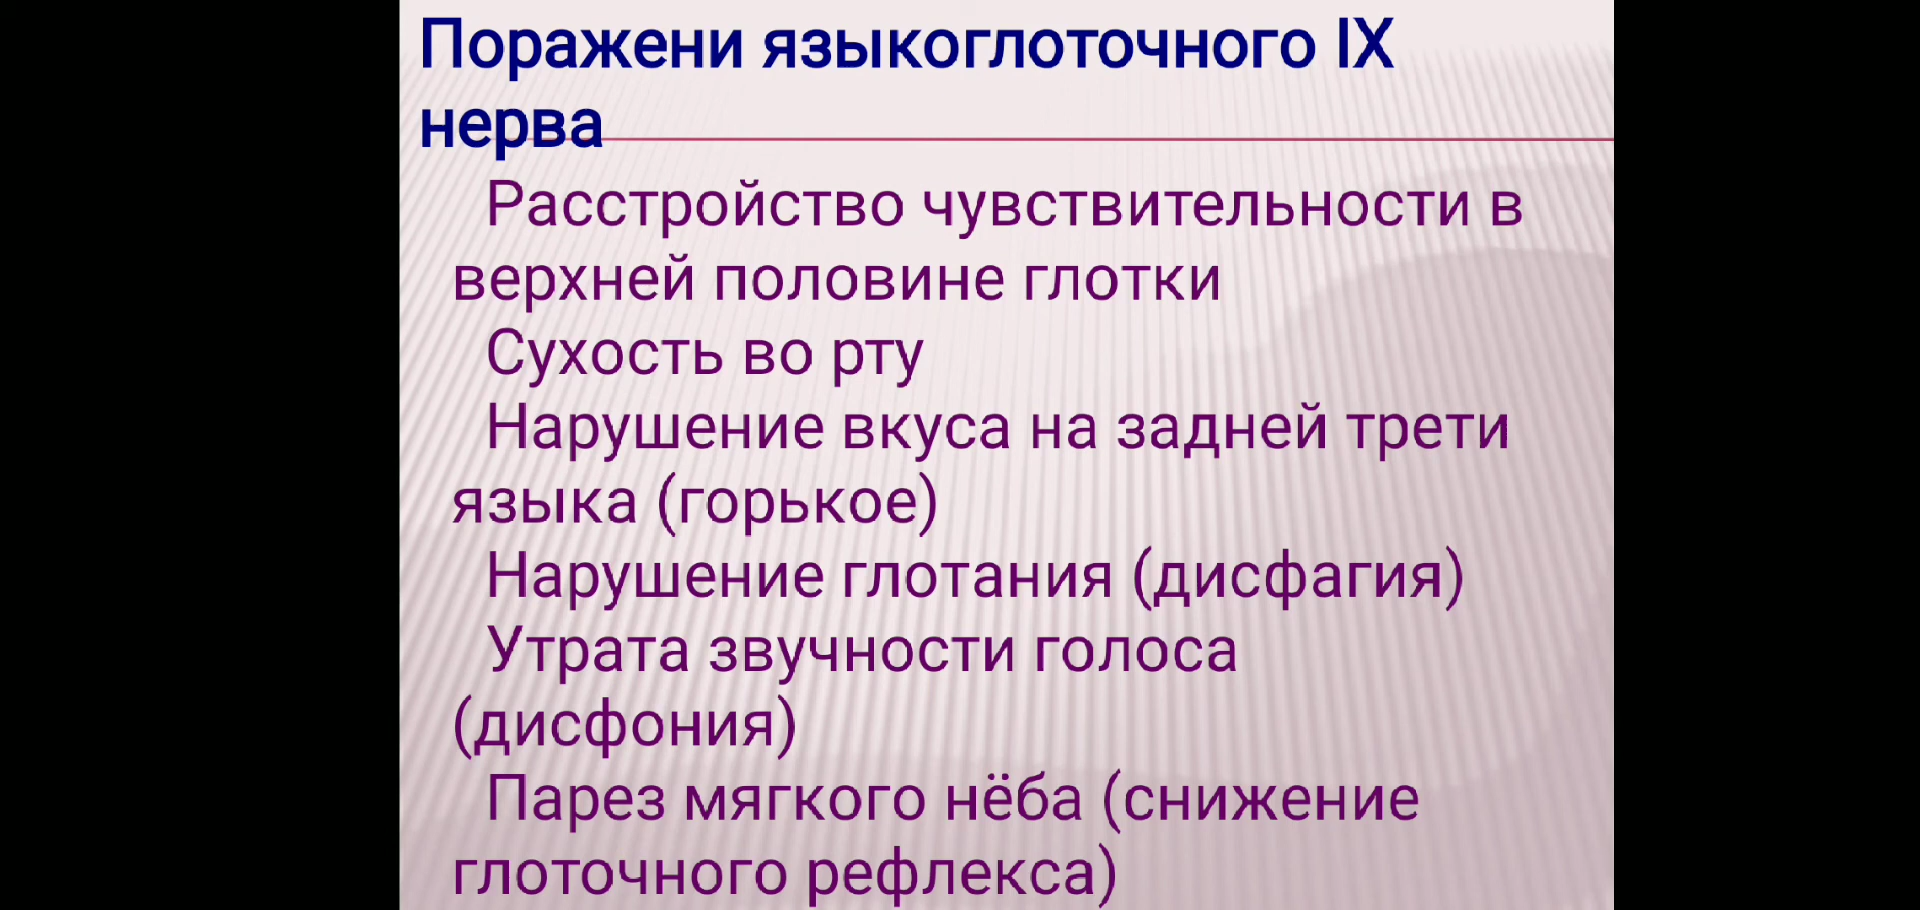 Поражени языкоглоточного IX
нерва
Расстройство чувствительности в
верхней половине глотки
Сухость во рту
Нарушение вкуса на задней трети
языка (горькое)
Нарушение глотания (дисфагия)
Утрата звучности голоса
(дисфония)
Парез мягкого нёба (снижение
глоточного рефлекса)